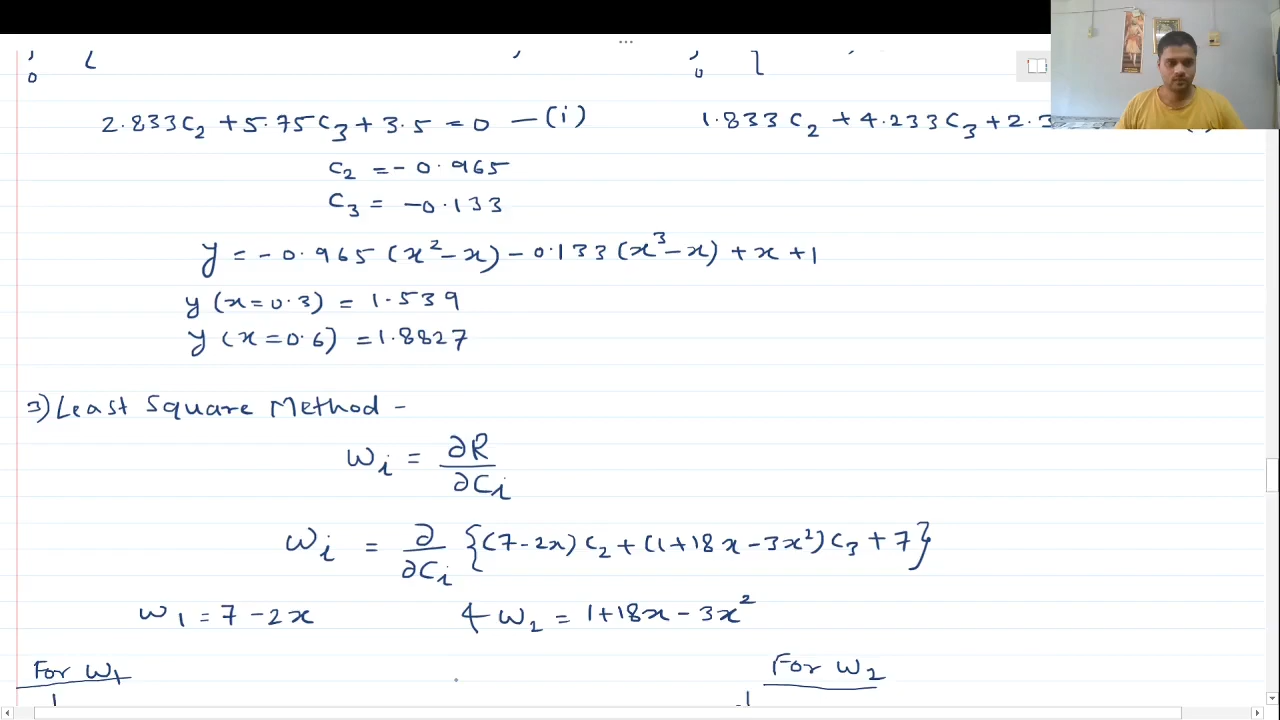 2.833C₂ + 5.75C₃ + 3.5 = 0 — (i)
1.833C₂ + 4.233C₃ + 2.3
C₂ = - 0.965
C₃ = -0.133
y = -0.965 (x² - x) - 0.133 (x³ - x) + x + 1
y (x = 0.3) = 1.539
y (x = 0.6) = 1.8827
3) Least Square Method -
Wi = ∂R/∂Ci
Wi = ∂/∂Ci {(7-2x) C₂ + (1+18x - 3x²) C₃ + 7}
W₁ = 7 - 2x
& W₂ = 1+18x - 3x²
For W₁
For W₂